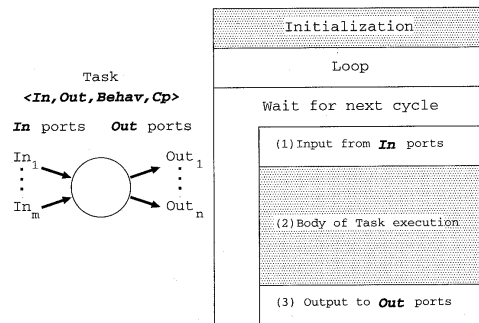 Task
<In,Out,Behav,Cp>
In ports Out ports
In1 Out1
Inm Outn
Initialization
Loop
Wait for next cycle
(1)Input from In ports
(2)Body of Task execution
(3) Output to Out ports